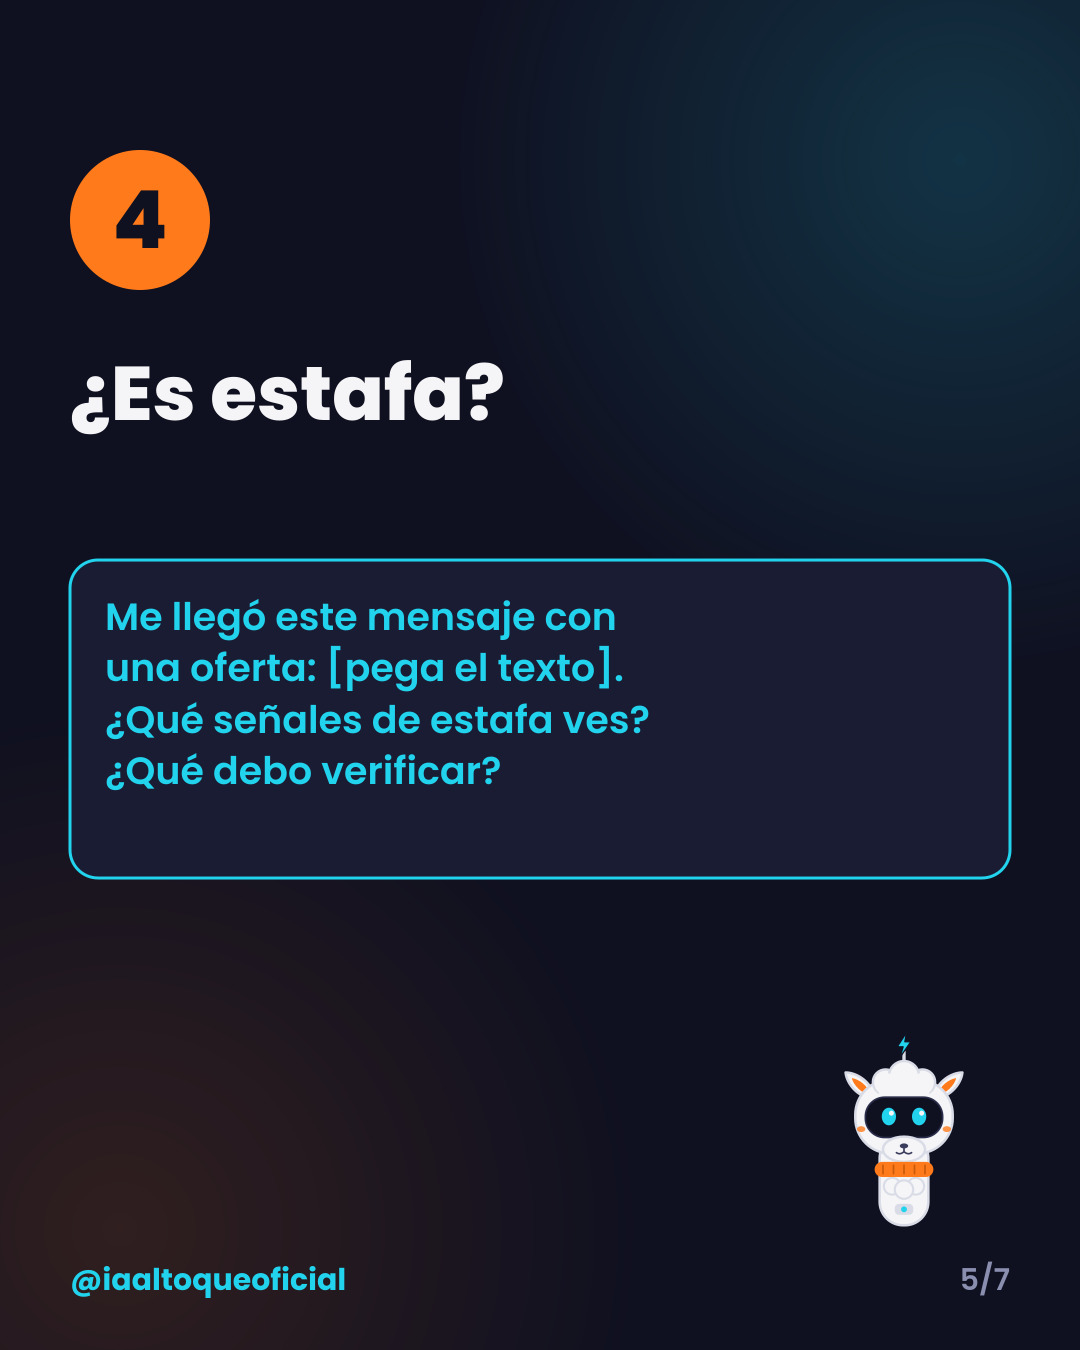 4
¿Es estafa?
Me llegó este mensaje con
una oferta: [pega el texto].
¿Qué señales de estafa ves?
¿Qué debo verificar?
@iaaltoqueoficial
5/7